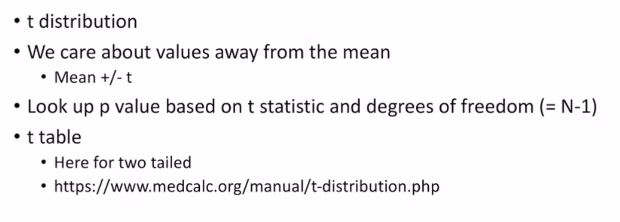 • t distribution
• We care about values away from the mean
• Mean +/- t
• Look up p value based on t statistic and degrees of freedom (= N-1)
• t table
• Here for two tailed
• https://www.medcalc.org/manual/t-distribution.php